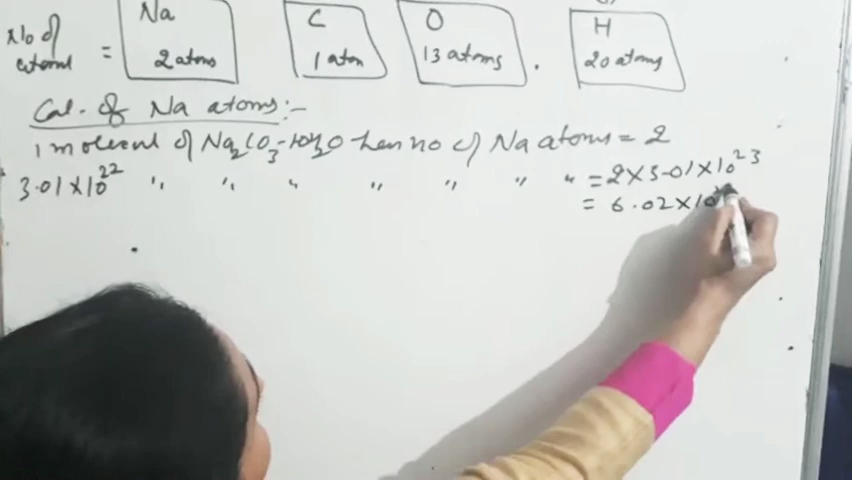 Na C O H
No of atoms = 2 atoms 1 atom 13 atoms . 20 atoms
Cal. of Na atoms:-
1 molecul of Na2CO3.10H2O has no of Na atoms = 2
3.01×10^22 " " " " " " " = 2×3.01×10^23
= 6.02×10